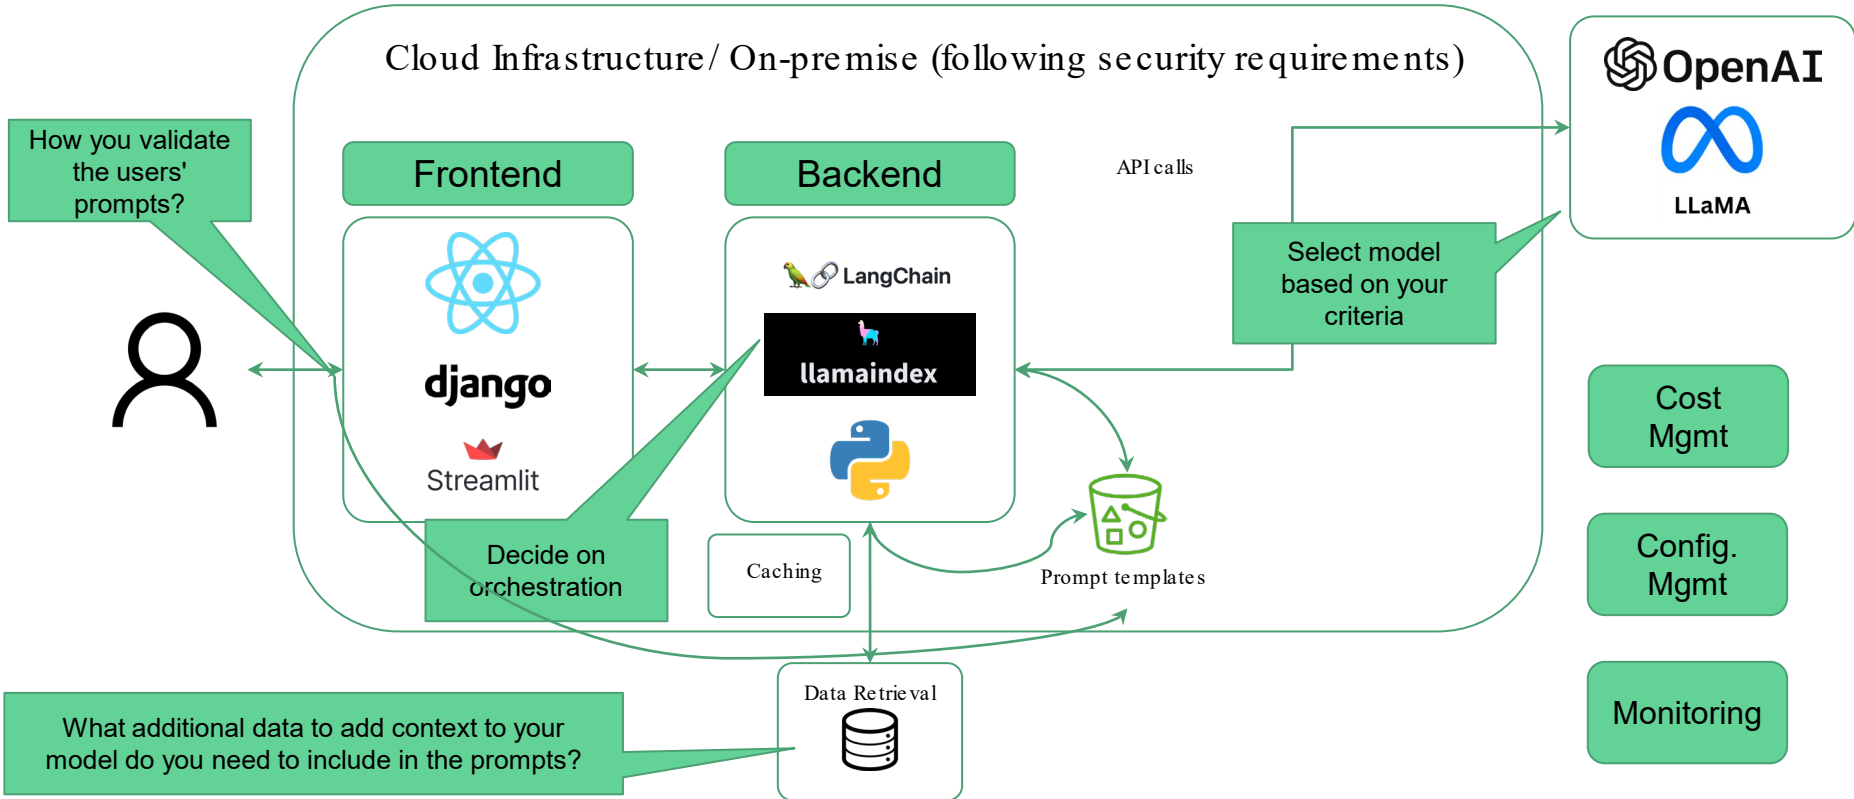 Cloud Infrastructure/ On-premise (following security requirements)
OpenAI
LLaMA
How you validate
the users'
prompts?
Frontend
Backend
API calls
LangChain
llamaindex
django
Streamlit
Select model
based on your
criteria
Cost
Mgmt
Config.
Mgmt
Monitoring
Decide on
orchestration
Caching
Prompt templates
Data Retrieval
What additional data to add context to your
model do you need to include in the prompts?